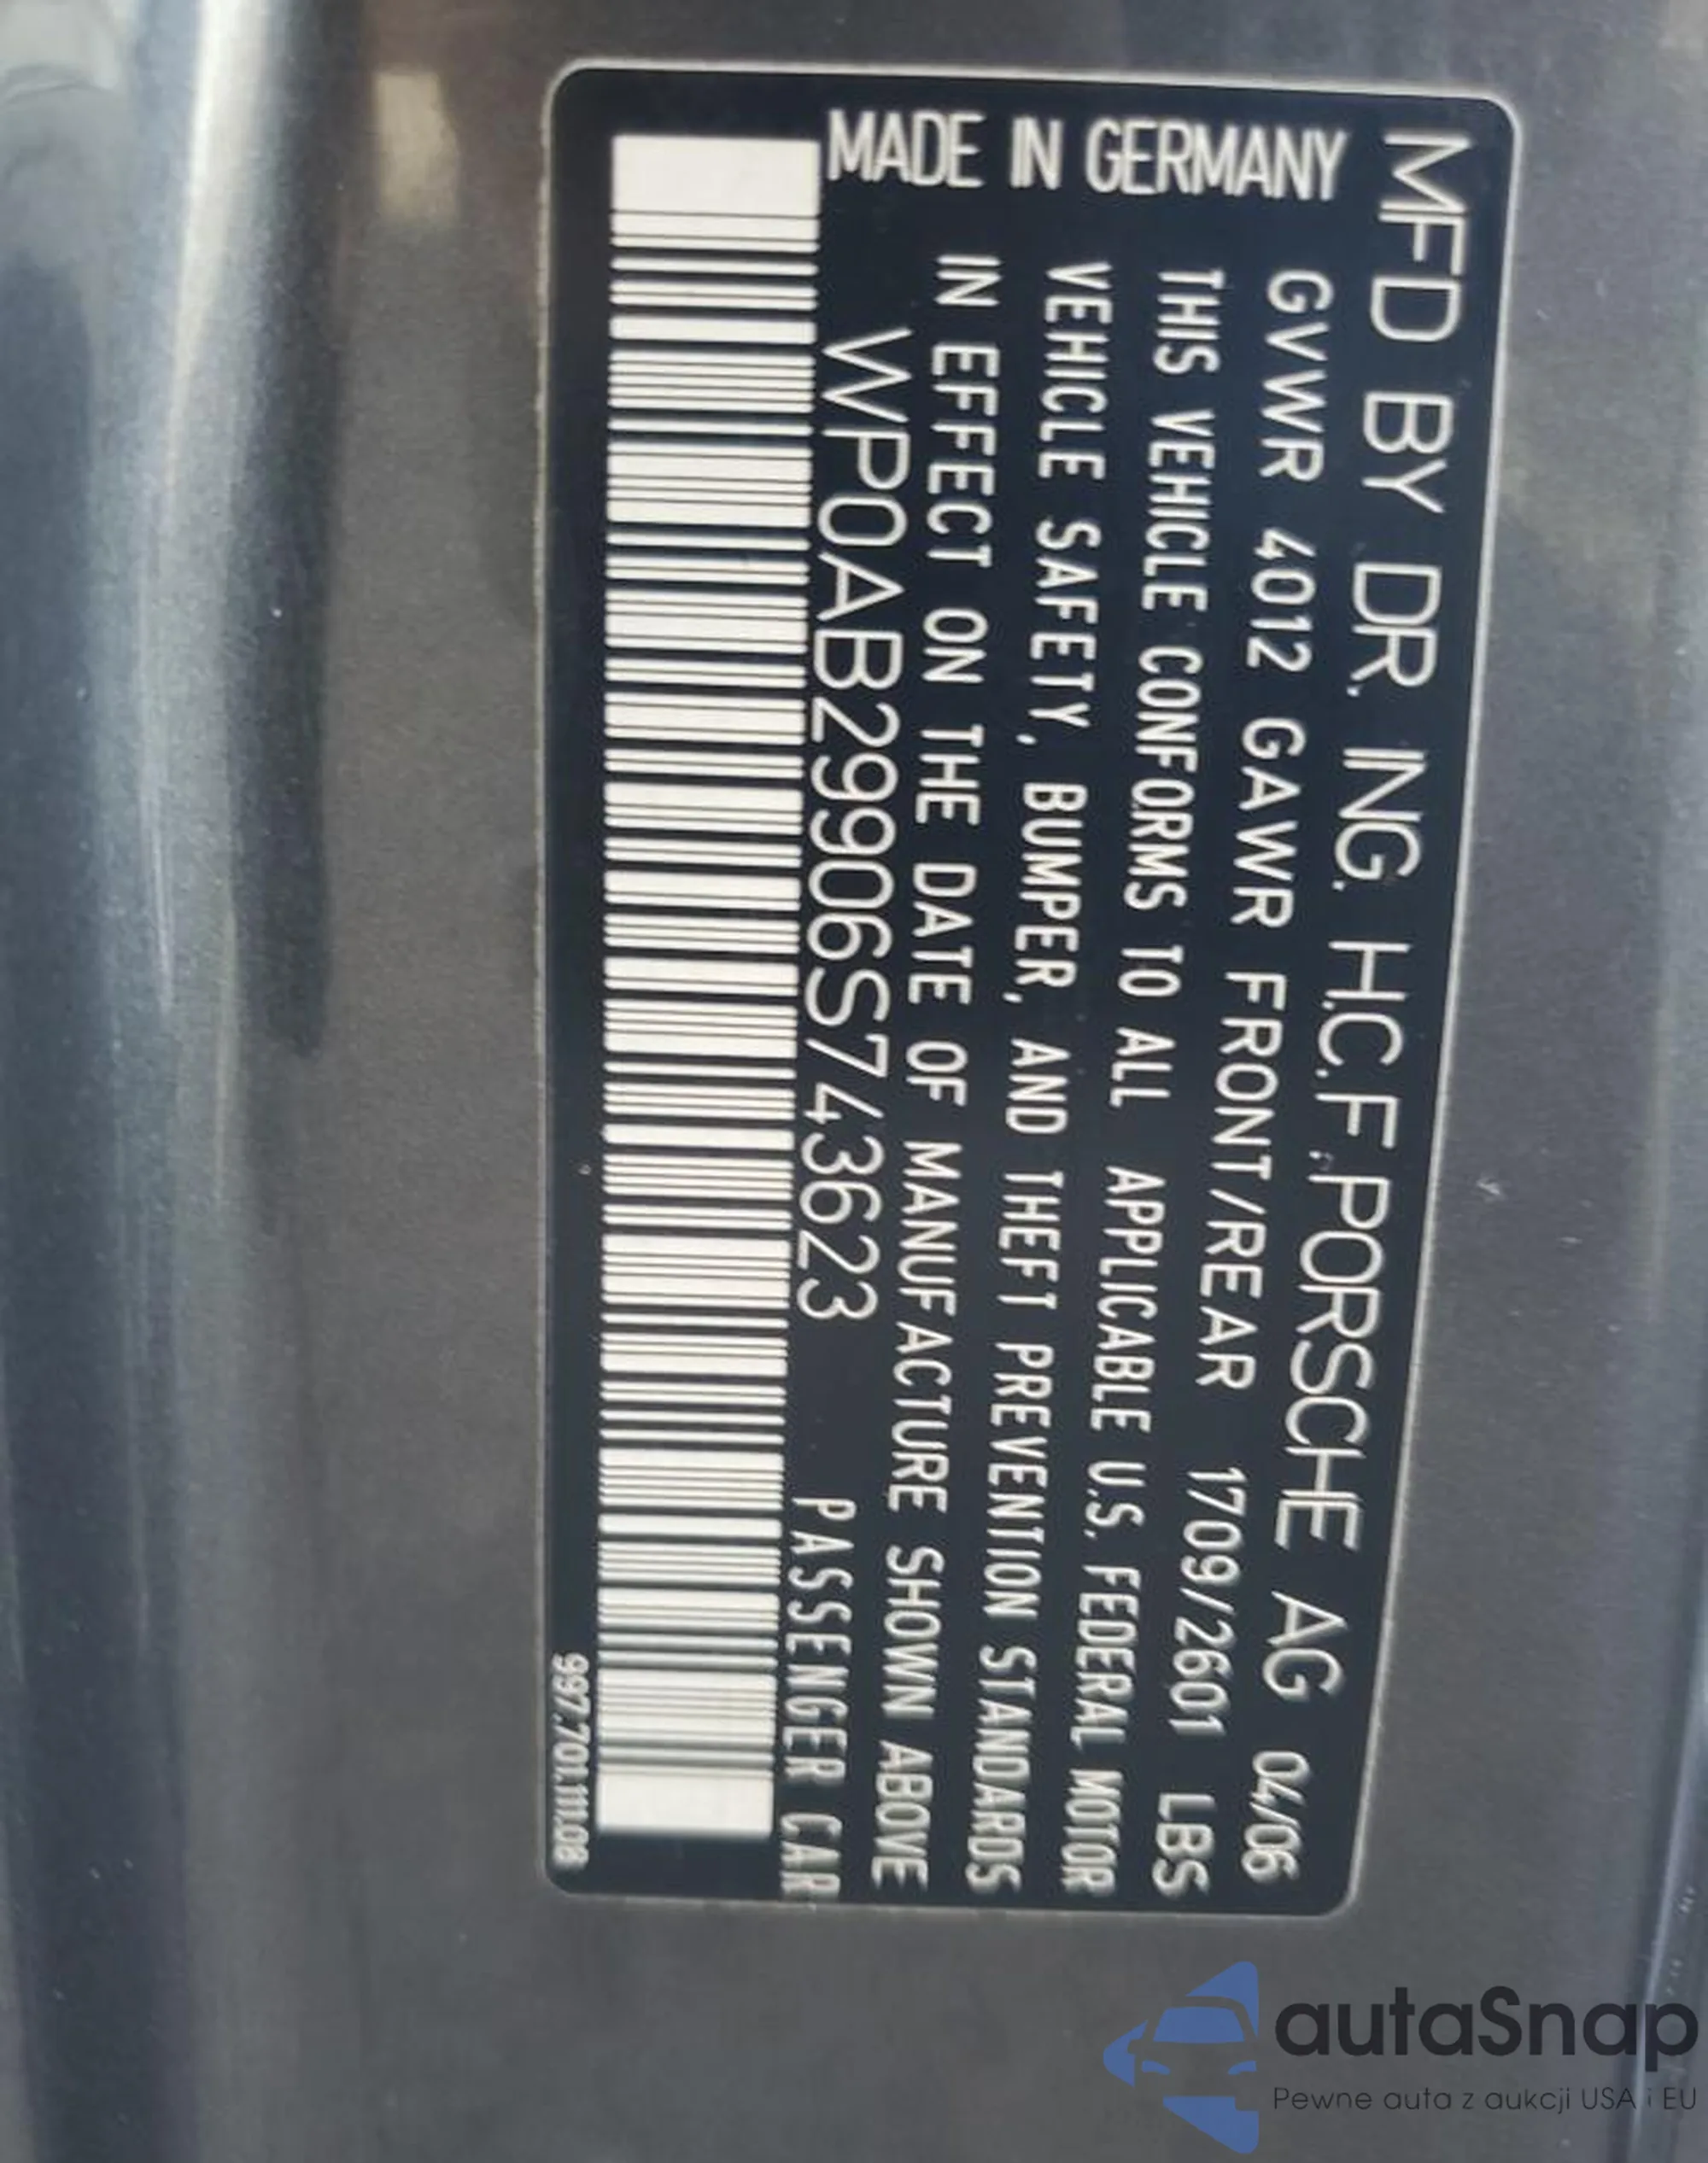 MFD BY DR. ING. H.C.F. PORSCHE AG 04/06
GVWR 4012 GAWR FRONT/REAR 1709/2601 LBS
THIS VEHICLE CONFORMS TO ALL APPLICABLE U.S. FEDERAL MOTOR
VEHICLE SAFETY, BUMPER, AND THEFT PREVENTION STANDARDS
IN EFFECT ON THE DATE OF MANUFACTURE SHOWN ABOVE
WP0AB29906S743623 PASSENGER CAR
MADE IN GERMANY
997.701.111.08
autaSnap
Pewne auta z aukcji USA i EU